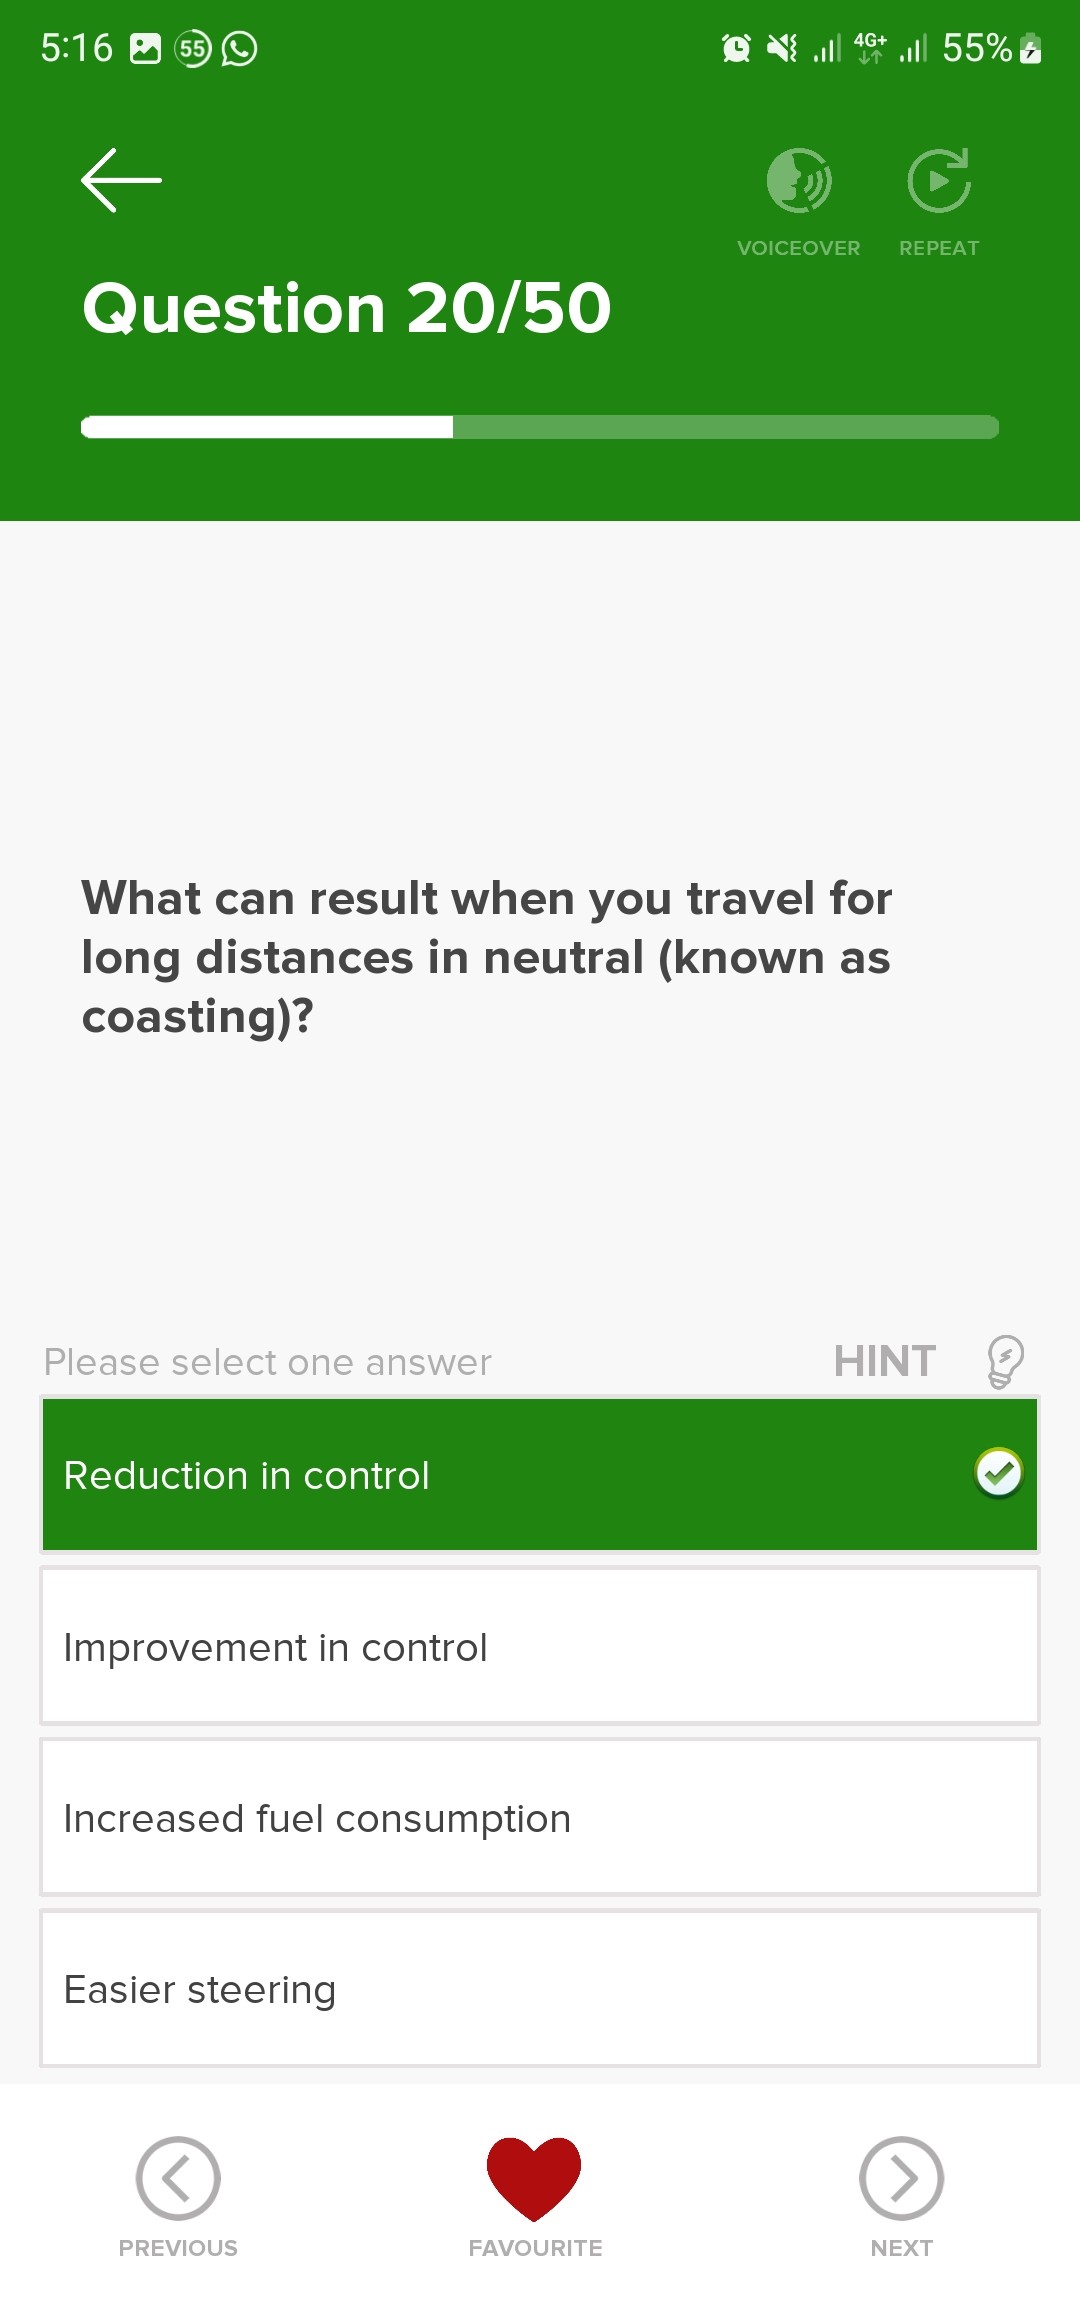 5:16 55 4G+ 55%
VOICEOVER REPEAT
Question 20/50
What can result when you travel for
long distances in neutral (known as
coasting)?
Please select one answer HINT
Reduction in control
Improvement in control
Increased fuel consumption
Easier steering
PREVIOUS FAVOURITE NEXT